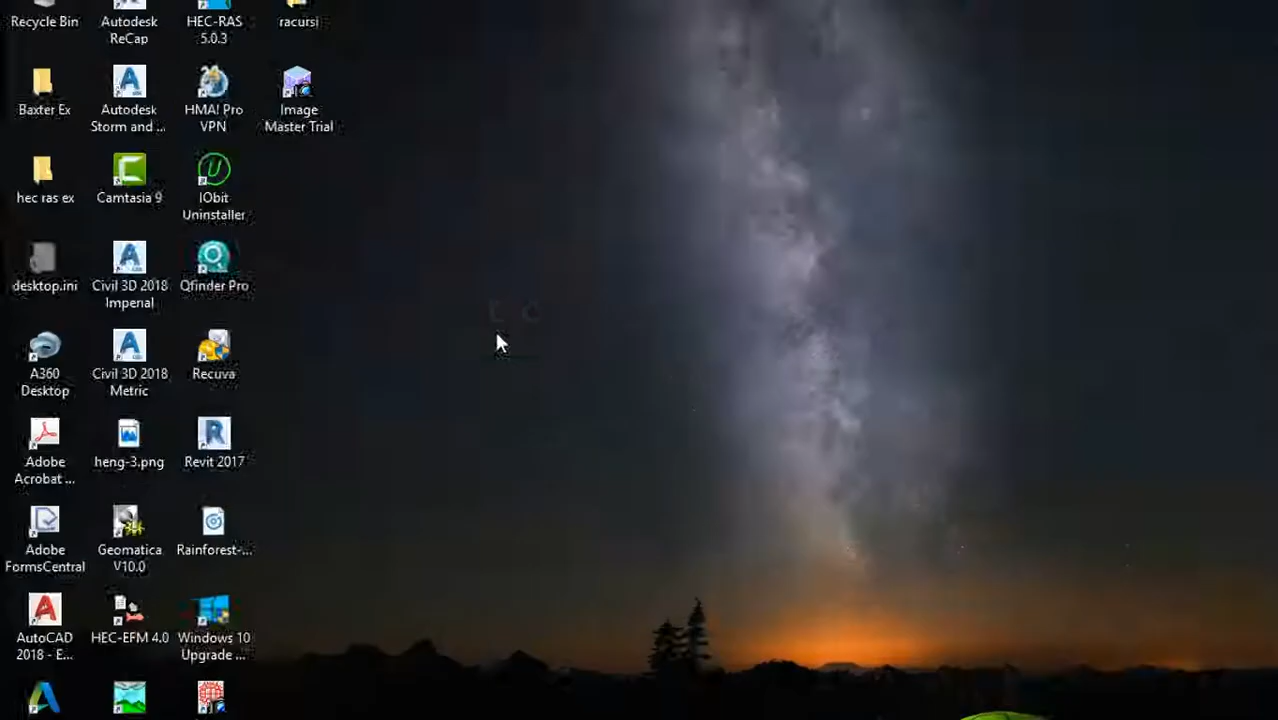 Recycle Bin
Autodesk
ReCap
HEC-RAS
5.0.3
racursi
Baxter Ex
Autodesk
Storm and ...
HMA! Pro
VPN
Image
Master Trial
hec ras ex
Camtasia 9
IObit
Uninstaller
desktop.ini
Civil 3D 2018
Imperial
Qfinder Pro
A360
Desktop
Civil 3D 2018
Metric
Recuva
Adobe
Acrobat ...
heng-3.png
Revit 2017
Adobe
FormsCentral
Geomatica
V10.0
Rainforest-...
AutoCAD
2018 - E...
HEC-EFM 4.0
Windows 10
Upgrade ...